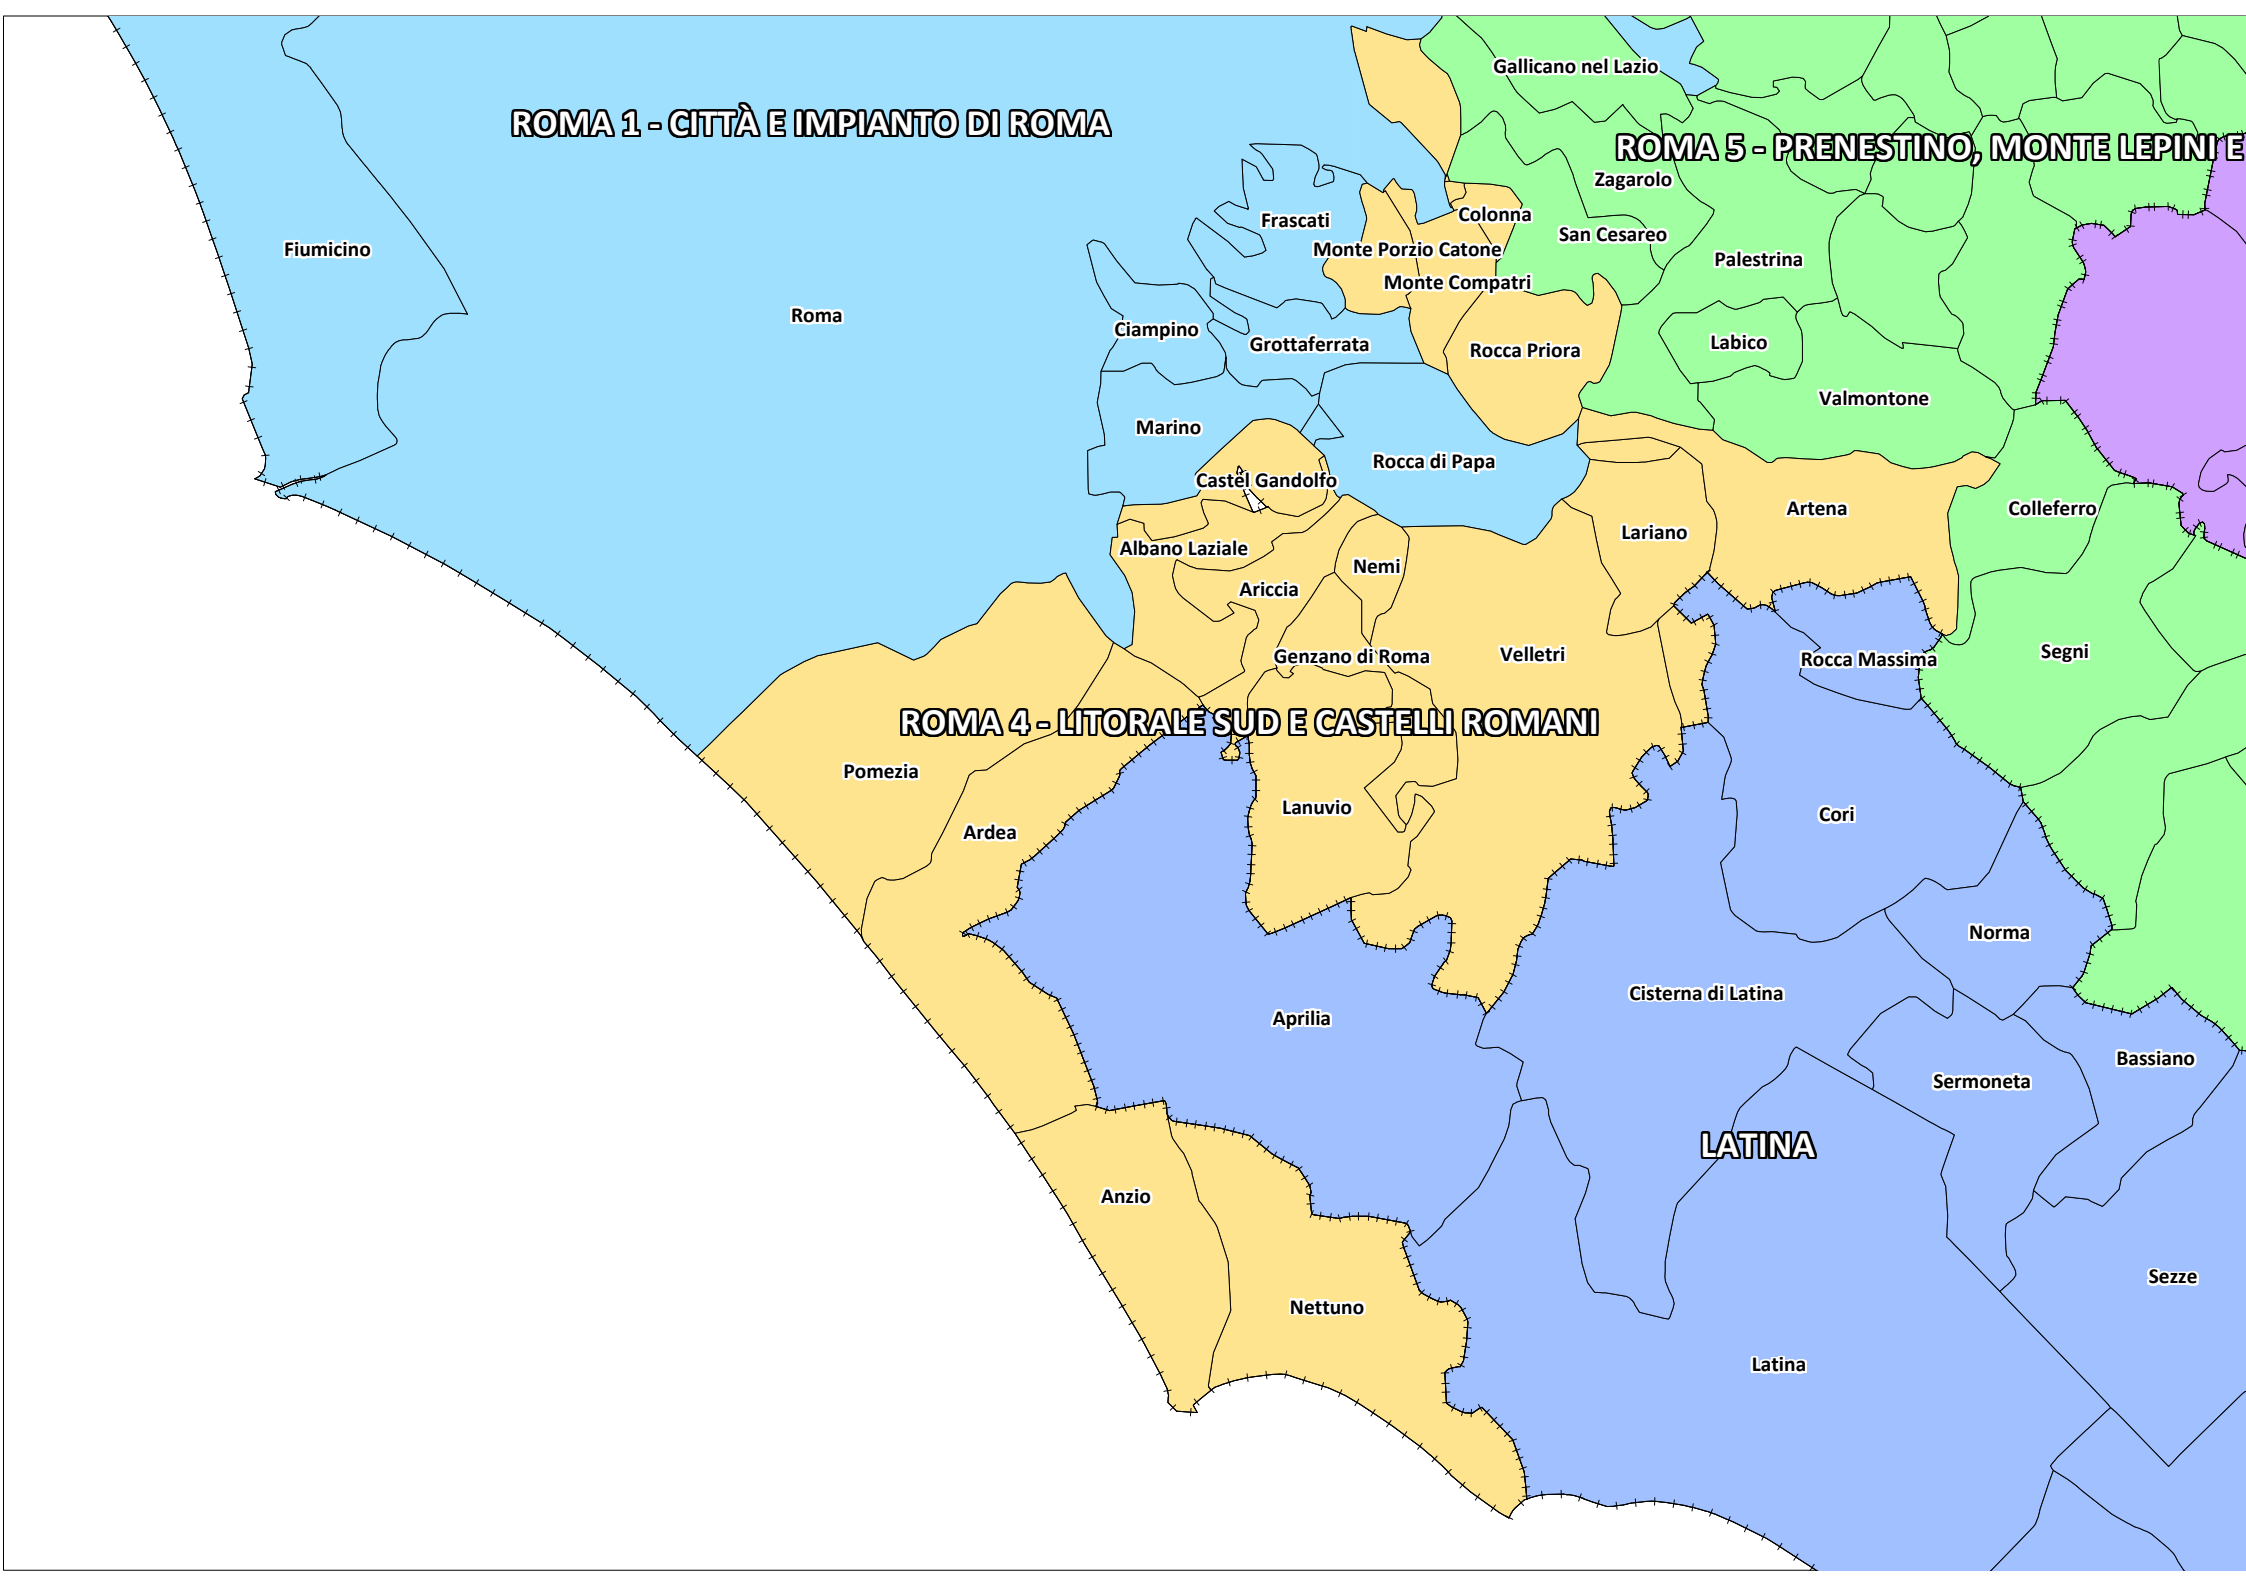 Gallicano nel Lazio
ROMA 1 - CITTÀ E IMPIANTO DI ROMA
ROMA 5 - PRENESTINO, MONTE LEPINI E
Zagarolo
Colonna
Frascati
San Cesareo
Fiumicino
Monte Porzio Catone
Palestrina
Monte Compatri
Roma
Ciampino
Grottaferrata
Labico
Rocca Priora
Valmontone
Marino
Rocca di Papa
Castel Gandolfo
Artena
Colleferro
Lariano
Albano Laziale
Nemi
Ariccia
Genzano di Roma
Velletri
Rocca Massima
Segni
ROMA 4 - LITORALE SUD E CASTELLI ROMANI
Pomezia
Lanuvio
Cori
Ardea
Norma
Cisterna di Latina
Aprilia
Bassiano
Sermoneta
LATINA
Anzio
Sezze
Nettuno
Latina